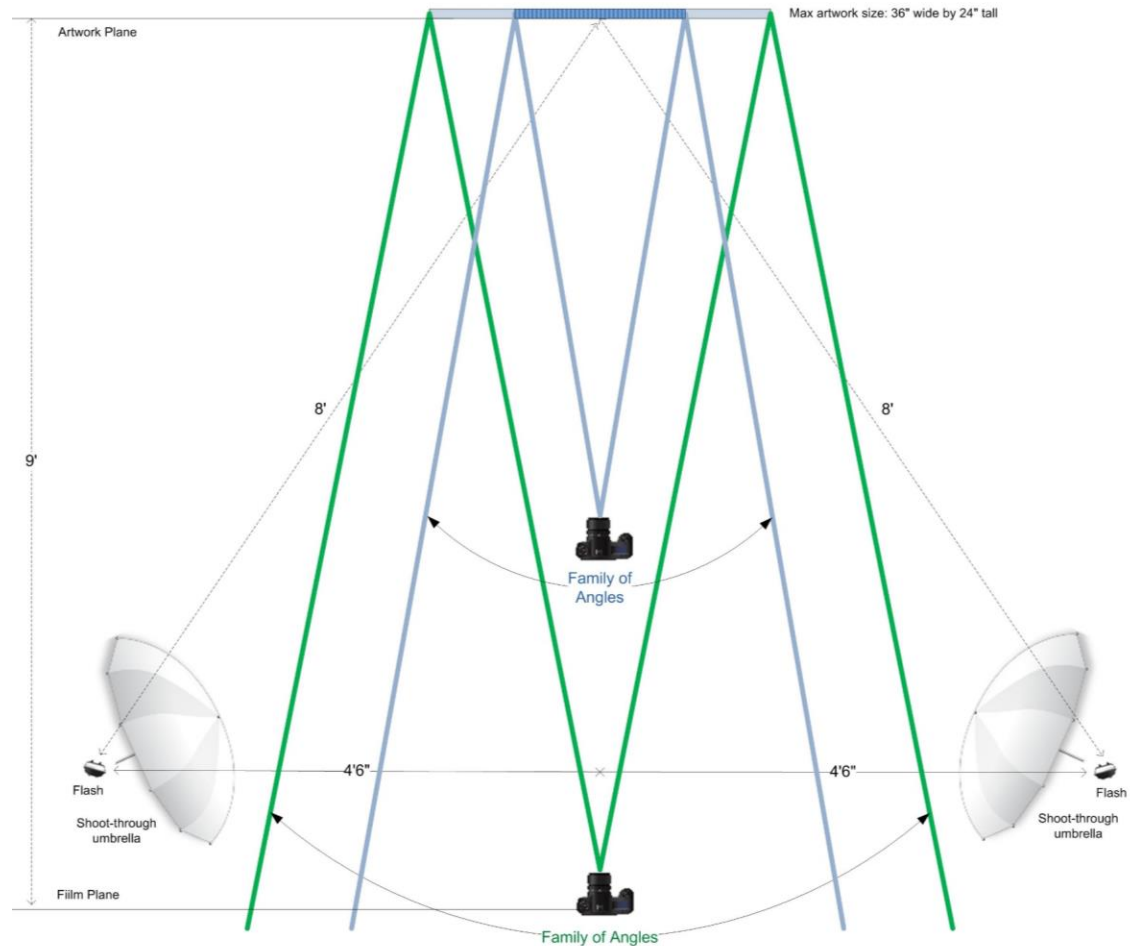 Max artwork size: 36" wide by 24" tall
Artwork Plane
8'
8'
9'
Family of
Angles
4'6"
4'6"
Flash
Flash
Shoot-through
umbrella
Shoot-through
umbrella
Fiilm Plane
Family of Angles